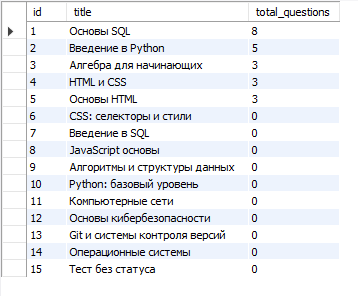 id title total_questions
1 Основы SQL 8
2 Введение в Python 5
3 Алгебра для начинающих 3
4 HTML и CSS 3
5 Основы HTML 3
6 CSS: селекторы и стили 0
7 Введение в SQL 0
8 JavaScript основы 0
9 Алгоритмы и структуры данных 0
10 Python: базовый уровень 0
11 Компьютерные сети 0
12 Основы кибербезопасности 0
13 Git и системы контроля версий 0
14 Операционные системы 0
15 Тест без статуса 0